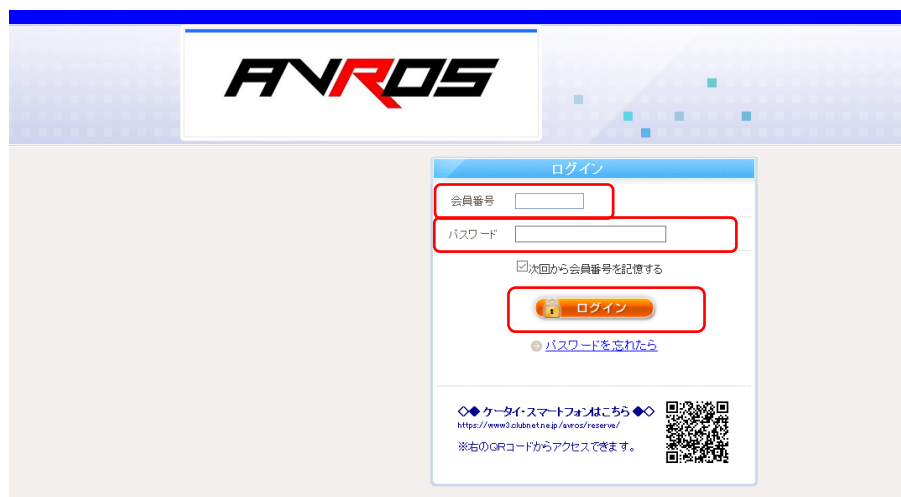 AVROS
ログイン
会員番号
パスワード
次回から会員番号を記憶する
ログイン
パスワードを忘れたら
◇◆ ケータイ・スマートフォンはこちら ◆◇
https://www3.clubnet.ne.jp/avros/reserve/
※右のQRコードからアクセスできます。